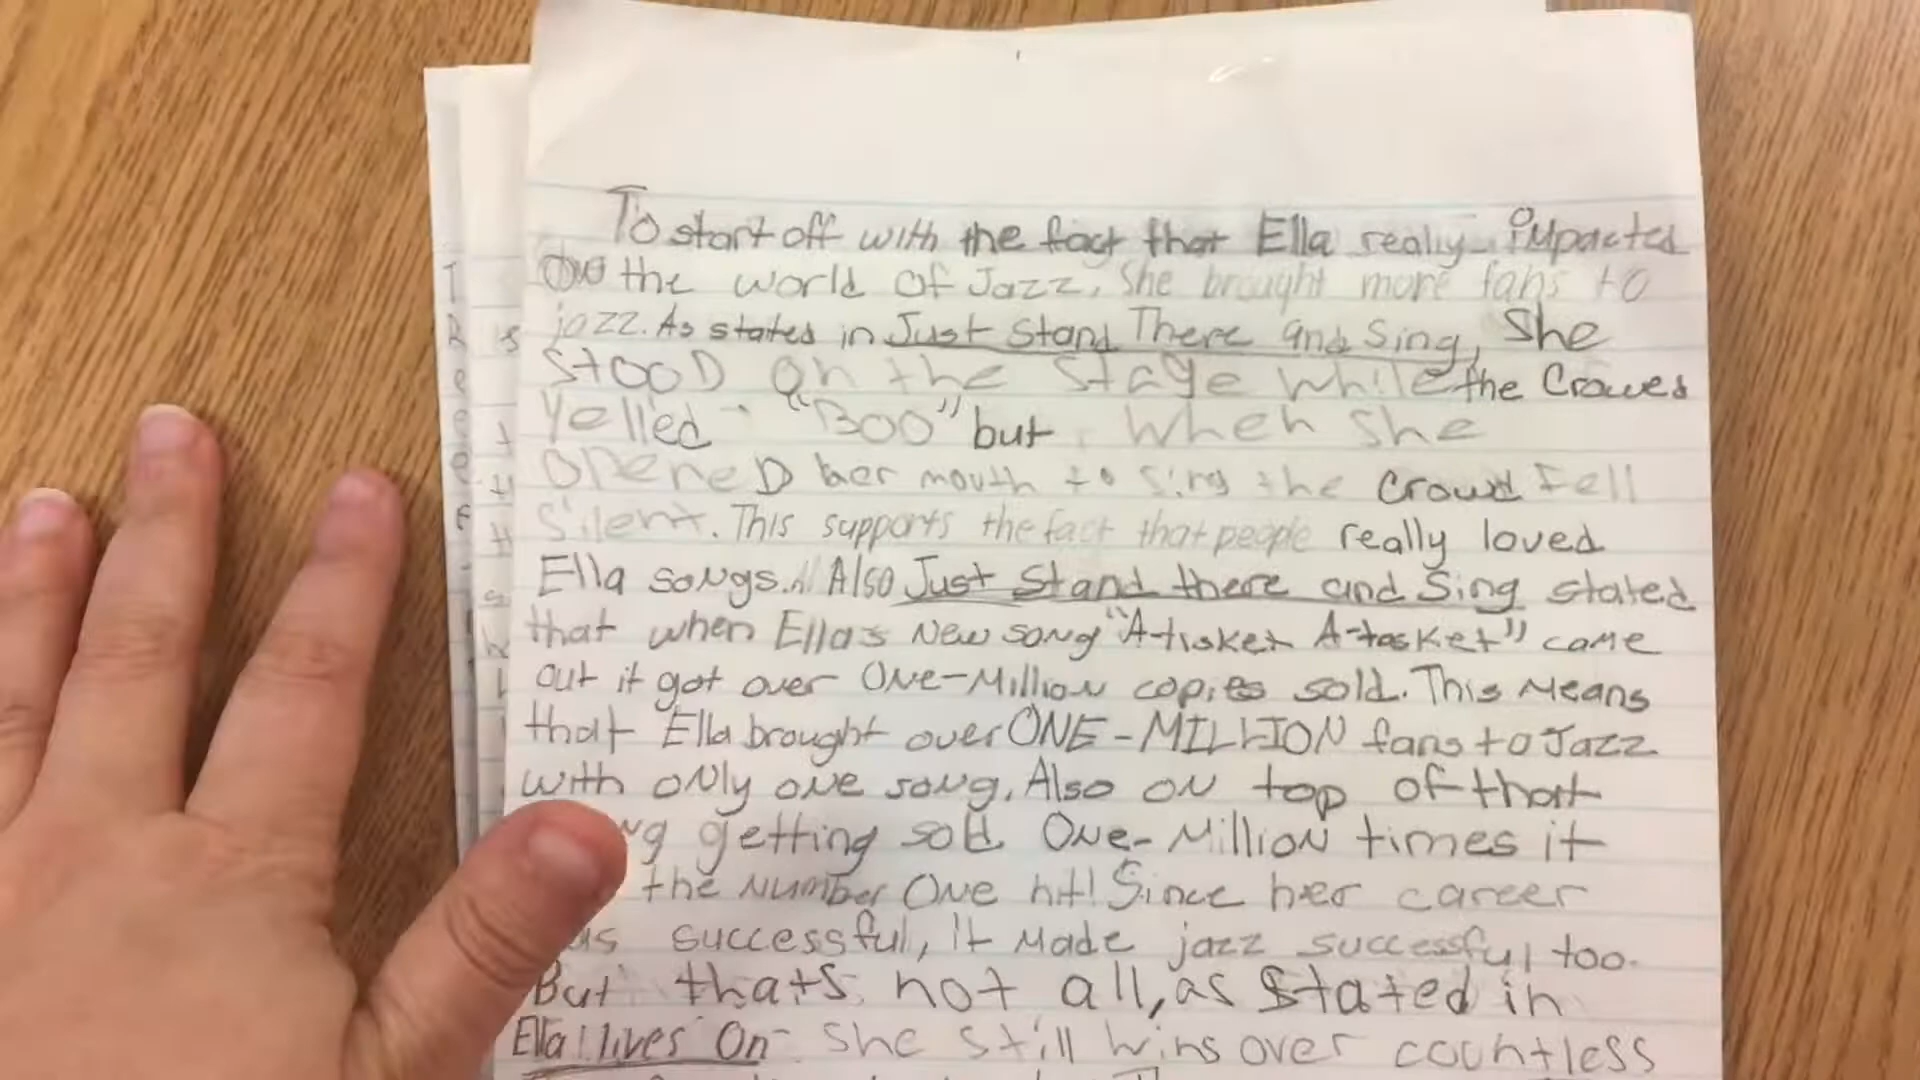 To start off with the fact that Ella really impacted
the world of Jazz. She brought more fans to
jazz. As stated in Just Stand There and Sing, She
STOOD on the stage while the Crowed
Yelled "BOO" but when she
OPENED her mouth to sing the Crowd Fell
Silent. This supports the fact that people really loved
Ella songs. Also Just Stand there and Sing stated
that when Ella's New song "A-tisket A-tasket" came
out it got over One-Million copies sold. This Means
that Ella brought over ONE-MILLION fans to Jazz
with only one song. Also on top of that
getting sold One-Million times it
the Number One hit! Since her career
successful, it Made jazz successful too.
But thats not all, as Stated in
Ella! lives On She still wins over countless